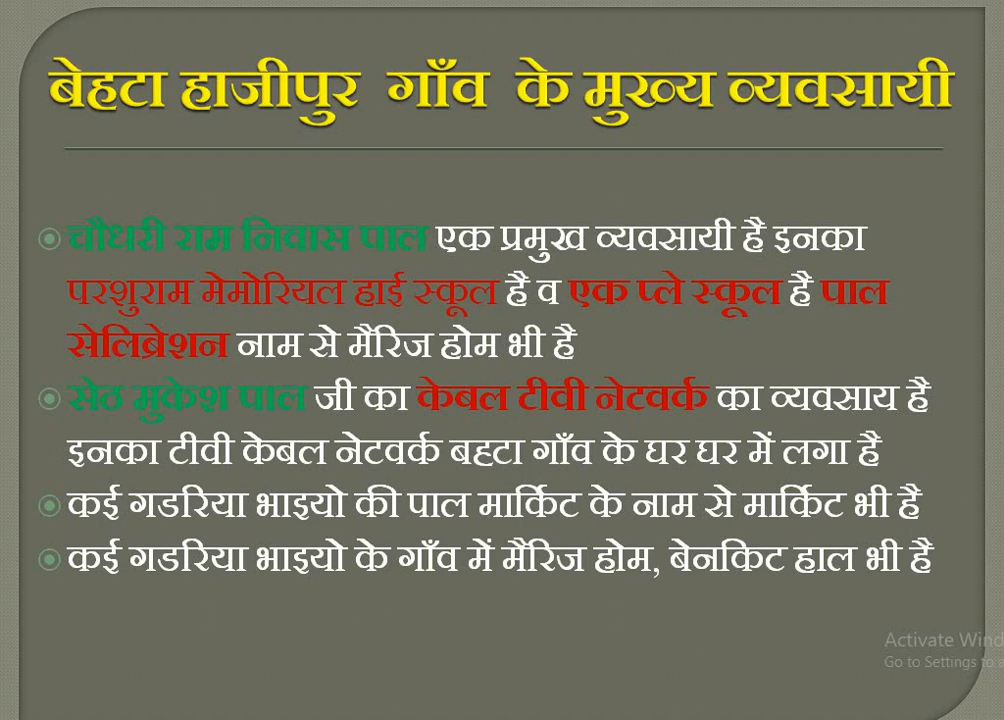 बेहटा हाजीपुर गाँव के मुख्य व्यवसायी
चौधरी राम निवास पाल एक प्रमुख व्यवसायी है इनका
परशुराम मेमोरियल हाई स्कूल है व एक प्ले स्कूल है पाल
सेलिब्रेशन नाम से मैरिज होम भी है
सेठ मुकेश पाल जी का केबल टीवी नेटवर्क का व्यवसाय है
इनका टीवी केबल नेटवर्क बह्टा गाँव के घर घर में लगा है
कई गडरिया भाइयो की पाल मार्किट के नाम से मार्किट भी है
कई गडरिया भाइयो के गाँव में मैरिज होम, बेनकिट हाल भी है
Activate Wind
Go to Settings to a